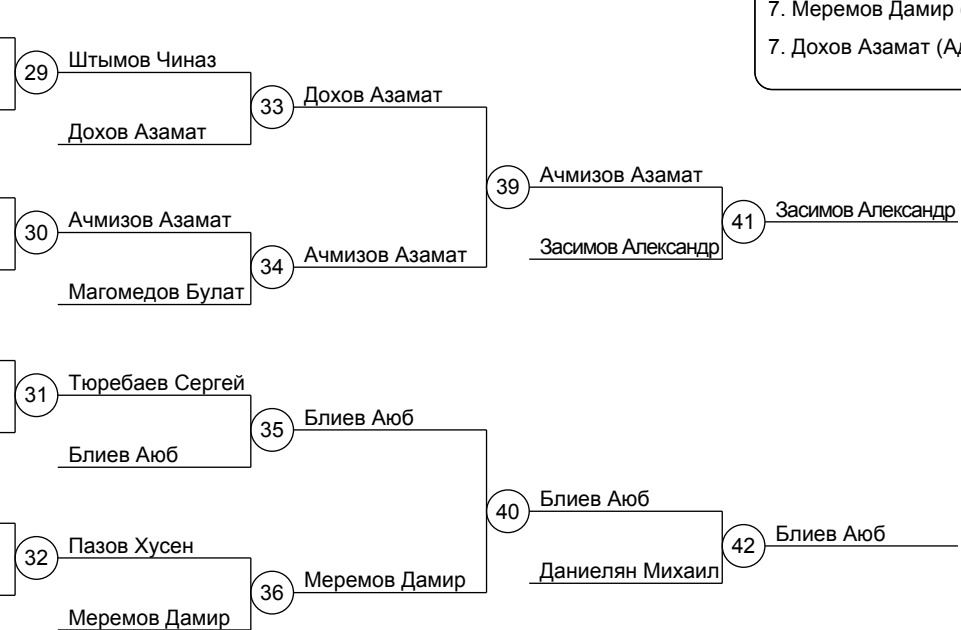 7. Меремов Дамир
7. Дохов Азамат (А
29
Штымов Чиназ
Дохов Азамат
33
Дохов Азамат
30
Ачмизов Азамат
Магомедов Булат
34
Ачмизов Азамат
39
Ачмизов Азамат
Засимов Александр
41
Засимов Александр
31
Тюребаев Сергей
Блиев Аюб
35
Блиев Аюб
32
Пазов Хусен
Меремов Дамир
36
Меремов Дамир
40
Блиев Аюб
Даниелян Михаил
42
Блиев Аюб